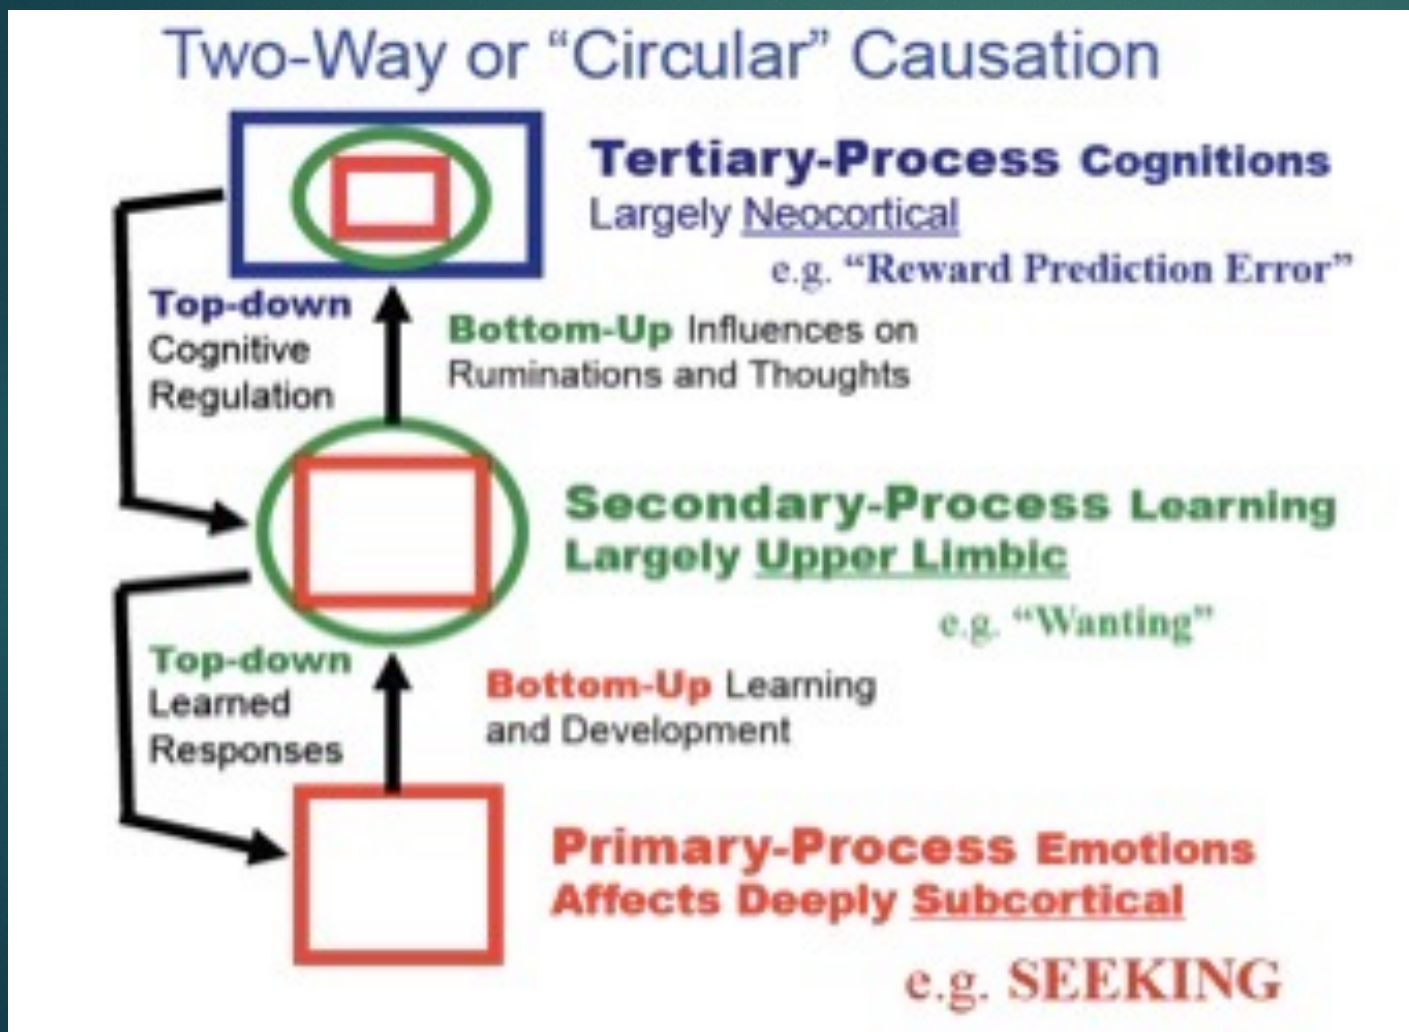 Two-Way or “Circular” Causation
Tertiary-Process Cognitions
Largely Neocortical
e.g. “Reward Prediction Error”
Top-down
Cognitive
Regulation
Bottom-Up Influences on
Ruminations and Thoughts
Secondary-Process Learning
Largely Upper Limbic
e.g. “Wanting”
Top-down
Learned
Responses
Bottom-Up Learning
and Development
Primary-Process Emotions
Affects Deeply Subcortical
e.g. SEEKING